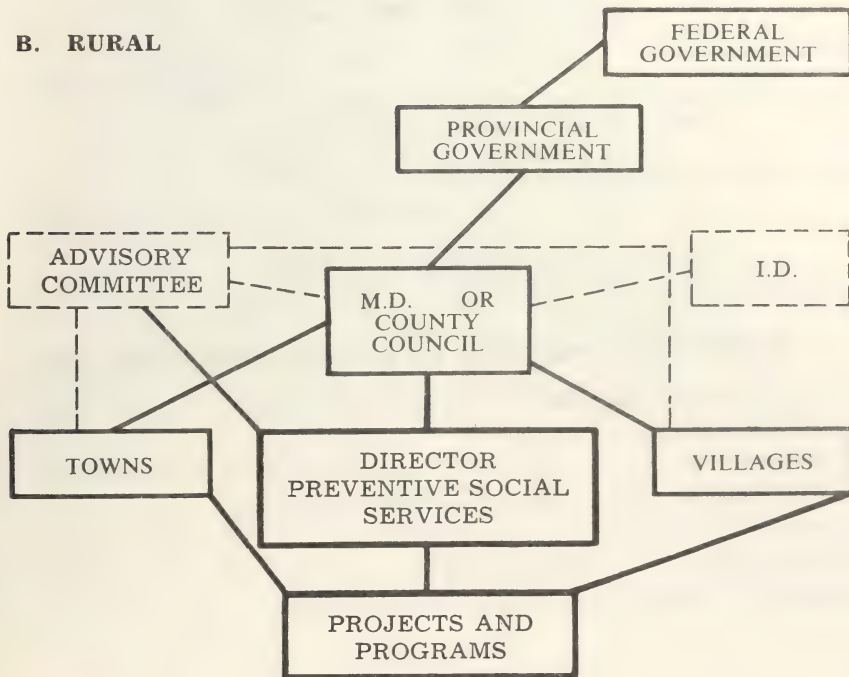 B. RURAL
FEDERAL
GOVERNMENT
PROVINCIAL
GOVERNMENT
ADVISORY
COMMITTEE
M.D. OR
COUNTY
COUNCIL
I.D.
TOWNS
DIRECTOR
PREVENTIVE SOCIAL
SERVICES
VILLAGES
PROJECTS AND
PROGRAMS